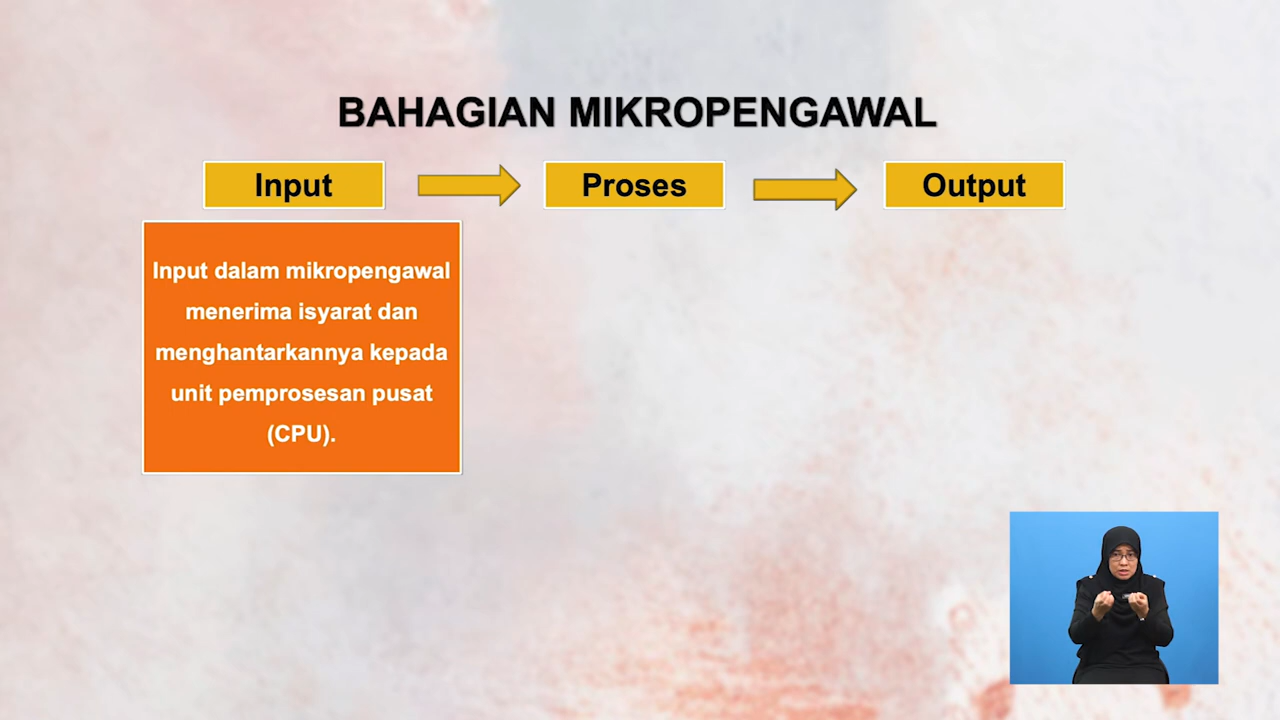 BAHAGIAN MIKROPENGAWAL
Input
Proses
Output
Input dalam mikropengawal
menerima isyarat dan
menghantarkannya kepada
unit pemprosesan pusat
(CPU).